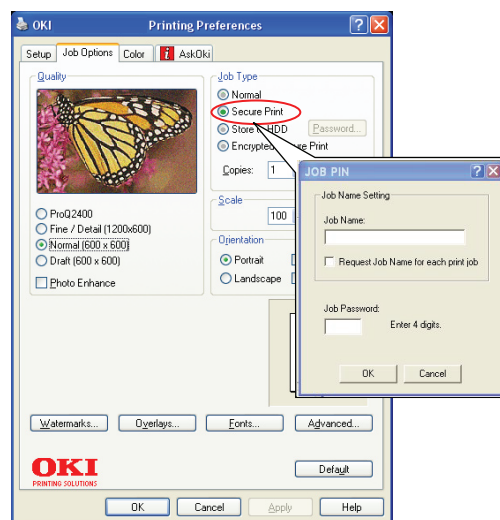 OKI Printing Preferences
Setup Job Options Color AskOki
Quality
ProQ2400
Fine / Detail (1200x600)
Normal (600 x 600)
Draft (600 x 600)
Photo Enhance
Job Type
Normal
Secure Print
Store HDD Password...
Encrypted re Print
Copies: 1
Scale
100
Orientation
Portrait
Landscape
JOB PIN
Job Name Setting
Job Name:
Request Job Name for each print job
Job Password:
Enter 4 digits.
OK Cancel
Watermarks... Overlays... Fonts... Advanced...
OKI
PRINTING SOLUTIONS
Default
OK Cancel Apply Help